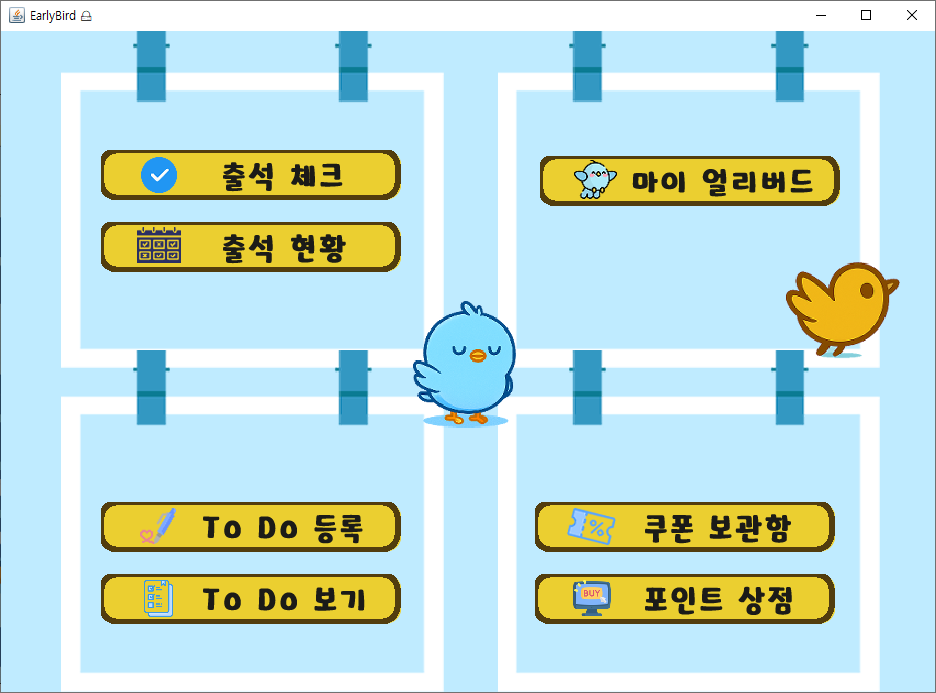 EarlyBird
출석 체크
출석 현황
마이 얼리버드
To Do 등록
To Do 보기
%
쿠폰 보관함
BUY
포인트 상점